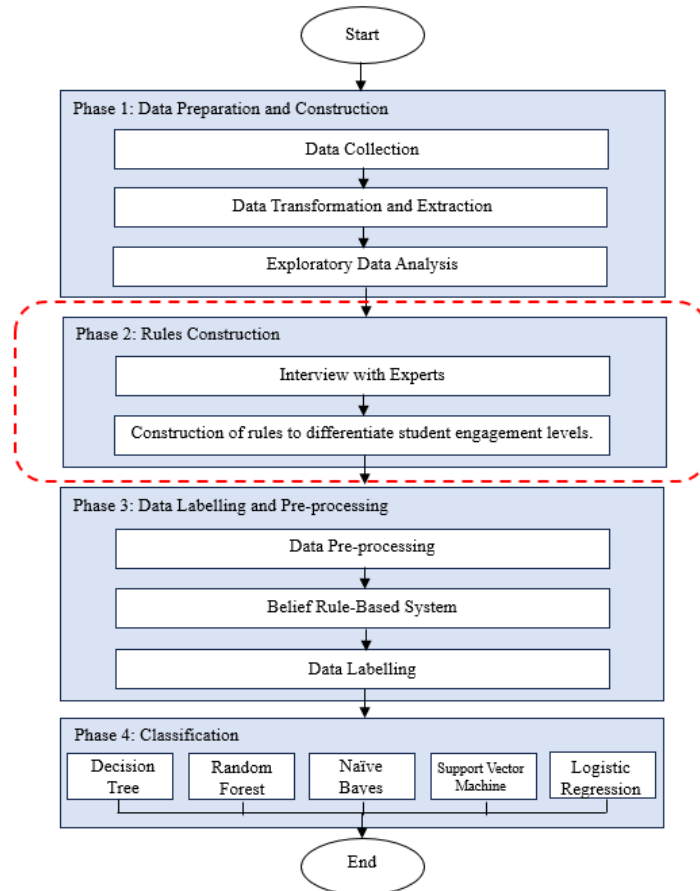 Start
Phase 1: Data Preparation and Construction
Data Collection
Data Transformation and Extraction
Exploratory Data Analysis
Phase 2: Rules Construction
Interview with Experts
Construction of rules to differentiate student engagement levels.
Phase 3: Data Labelling and Pre-processing
Data Pre-processing
Belief Rule-Based System
Data Labelling
Phase 4: Classification
Decision
Tree
Random
Forest
Naïve
Bayes
Support Vector
Machine
Logistic
Regression
End